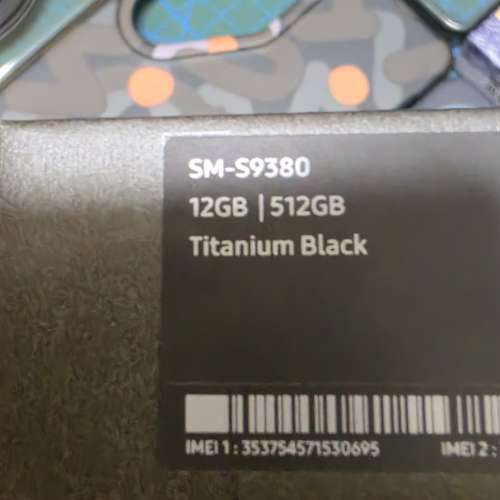 SM-S9380
12GB | 512GB
Titanium Black
IMEI 1 : 353754571530695
IMEI 2 :